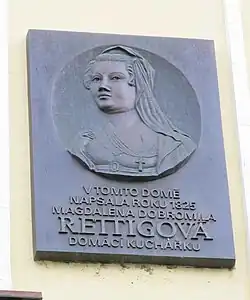 V TOMTO DOMĚ
NAPSALA ROKU 1825
MAGDALENA DOBROMILA
RETTIGOVÁ
DOMÁCÍ KUCHAŘKU